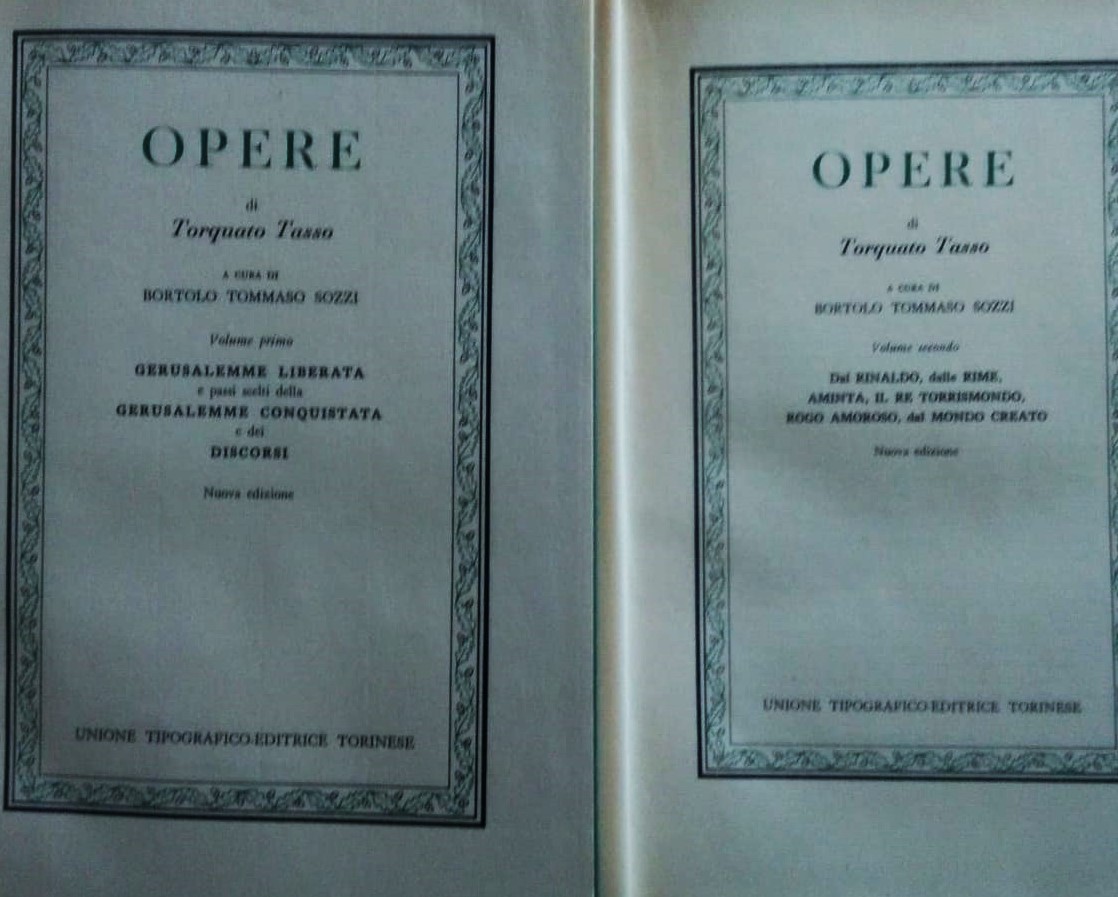 OPERE
di
Torquato Tasso
A CURA DI
BORTOLO TOMMASO SOZZI
Volume primo
GERUSALEMME LIBERATA
e passi scelti della
GERUSALEMME CONQUISTATA
e dei
DISCORSI
Nuova edizione
UNIONE TIPOGRAFICO-EDITRICE TORINESE
OPERE
di
Torquato Tasso
A CURA DI
BORTOLO TOMMASO SOZZI
Volume secondo
Dal RINALDO, dalle RIME,
AMINTA, IL RE TORRISMONDO,
ROGO AMOROSO, dal MONDO CREATO
Nuova edizione
UNIONE TIPOGRAFICO-EDITRICE TORINESE